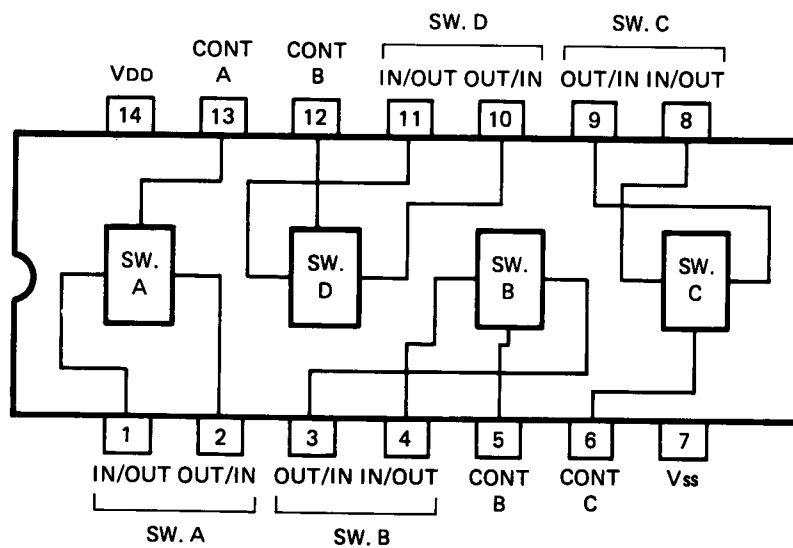 SW. D SW. C
CONT CONT
VDD A B IN/OUT OUT/IN OUT/IN IN/OUT
14 13 12 11 10 9 8
SW. SW. SW. SW.
A D B C
1 2 3 4 5 6 7
IN/OUT OUT/IN OUT/IN IN/OUT CONT CONT Vss
B C
SW. A SW. B